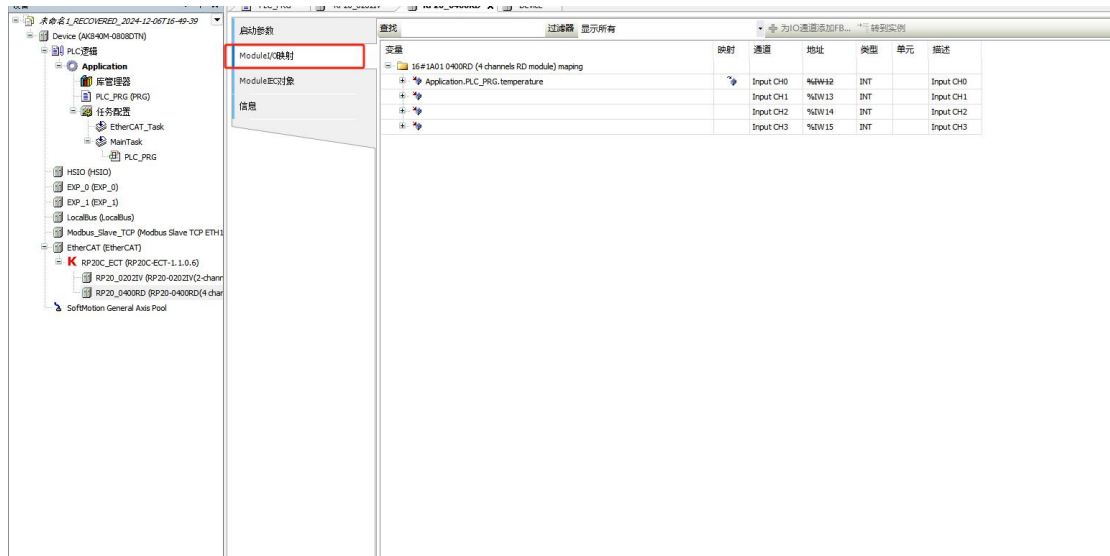 未命名1_RECOVERED_2024-12-06T16-49-39
Device (AK840M-0808DTN)
PLC逻辑
Application
库管理器
PLC_PRG (PRG)
任务配置
EtherCAT_Task
MainTask
PLC_PRG
HSIO (HSIO)
EXP_0 (EXP_0)
EXP_1 (EXP_1)
LocalBus (LocalBus)
Modbus_Slave_TCP (Modbus Slave TCP ETH1
EtherCAT (EtherCAT)
RP20C_ECT (RP20C-ECT-1.1.0.6)
RP20_0202IV (RP20-0202IV(2-chann
RP20_0400RD (RP20-0400RD(4 char
SoftMotion General Axis Pool
启动参数
ModuleI/O映射
ModuleIEC对象
信息
查找 过滤器 显示所有 为IO通道添加FB... 转到实例
变量 映射 通道 地址 类型 单元 描述
16#1A01 0400RD (4 channels RD module) maping
Application.PLC_PRG.temperature Input CH0 %IW12 INT Input CH0
Input CH1 %IW13 INT Input CH1
Input CH2 %IW14 INT Input CH2
Input CH3 %IW15 INT Input CH3